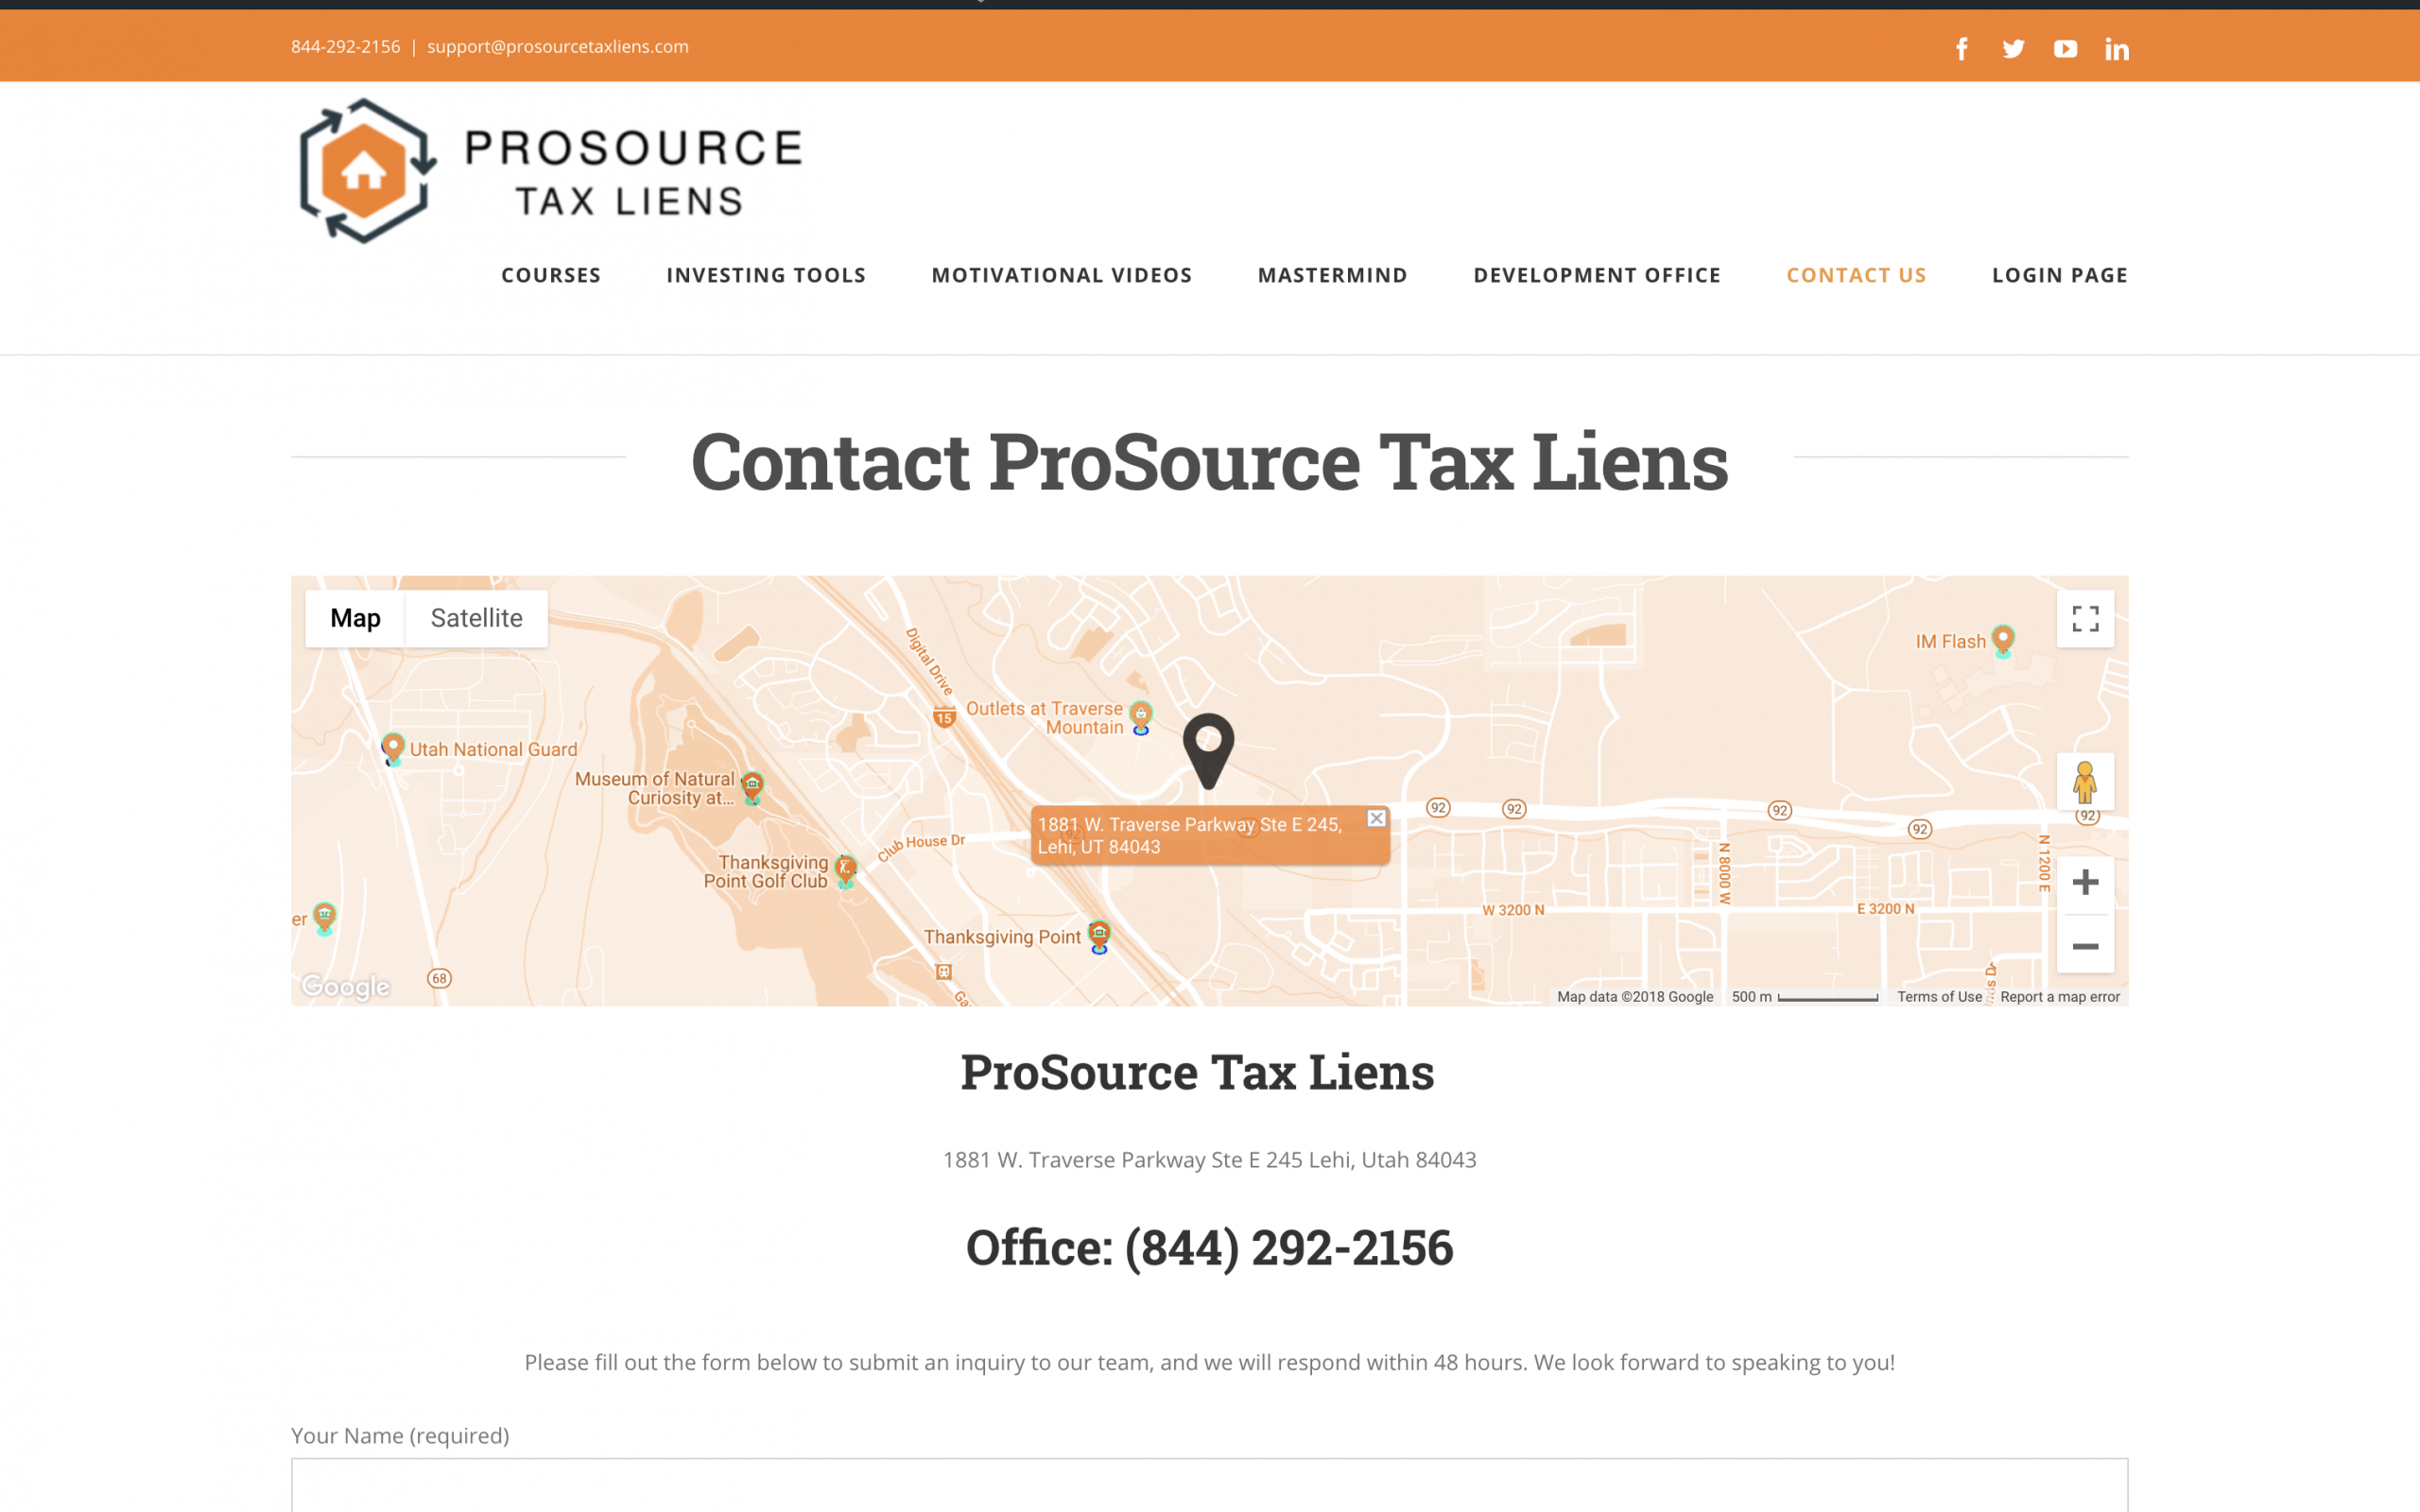 844-292-2156 | support@prosourcetaxliens.com
PROSOURCE
TAX LIENS
COURSES INVESTING TOOLS MOTIVATIONAL VIDEOS MASTERMIND DEVELOPMENT OFFICE CONTACT US LOGIN PAGE
Contact ProSource Tax Liens
Map Satellite
IM Flash
Digital Drive
15
Outlets at Traverse
Mountain
Utah National Guard
Museum of Natural
Curiosity at...
92
92
92
92
92
1881 W. Traverse Parkway Ste E 245,
Lehi, UT 84043
Club House Dr
Thanksgiving
Point Golf Club
N 8000 W
N 1200 E
W 3200 N
E 3200 N
er
Thanksgiving Point
68
Google
Map data ©2018 Google 500 m Terms of Use Report a map error
ProSource Tax Liens
1881 W. Traverse Parkway Ste E 245 Lehi, Utah 84043
Office: (844) 292-2156
Please fill out the form below to submit an inquiry to our team, and we will respond within 48 hours. We look forward to speaking to you!
Your Name (required)